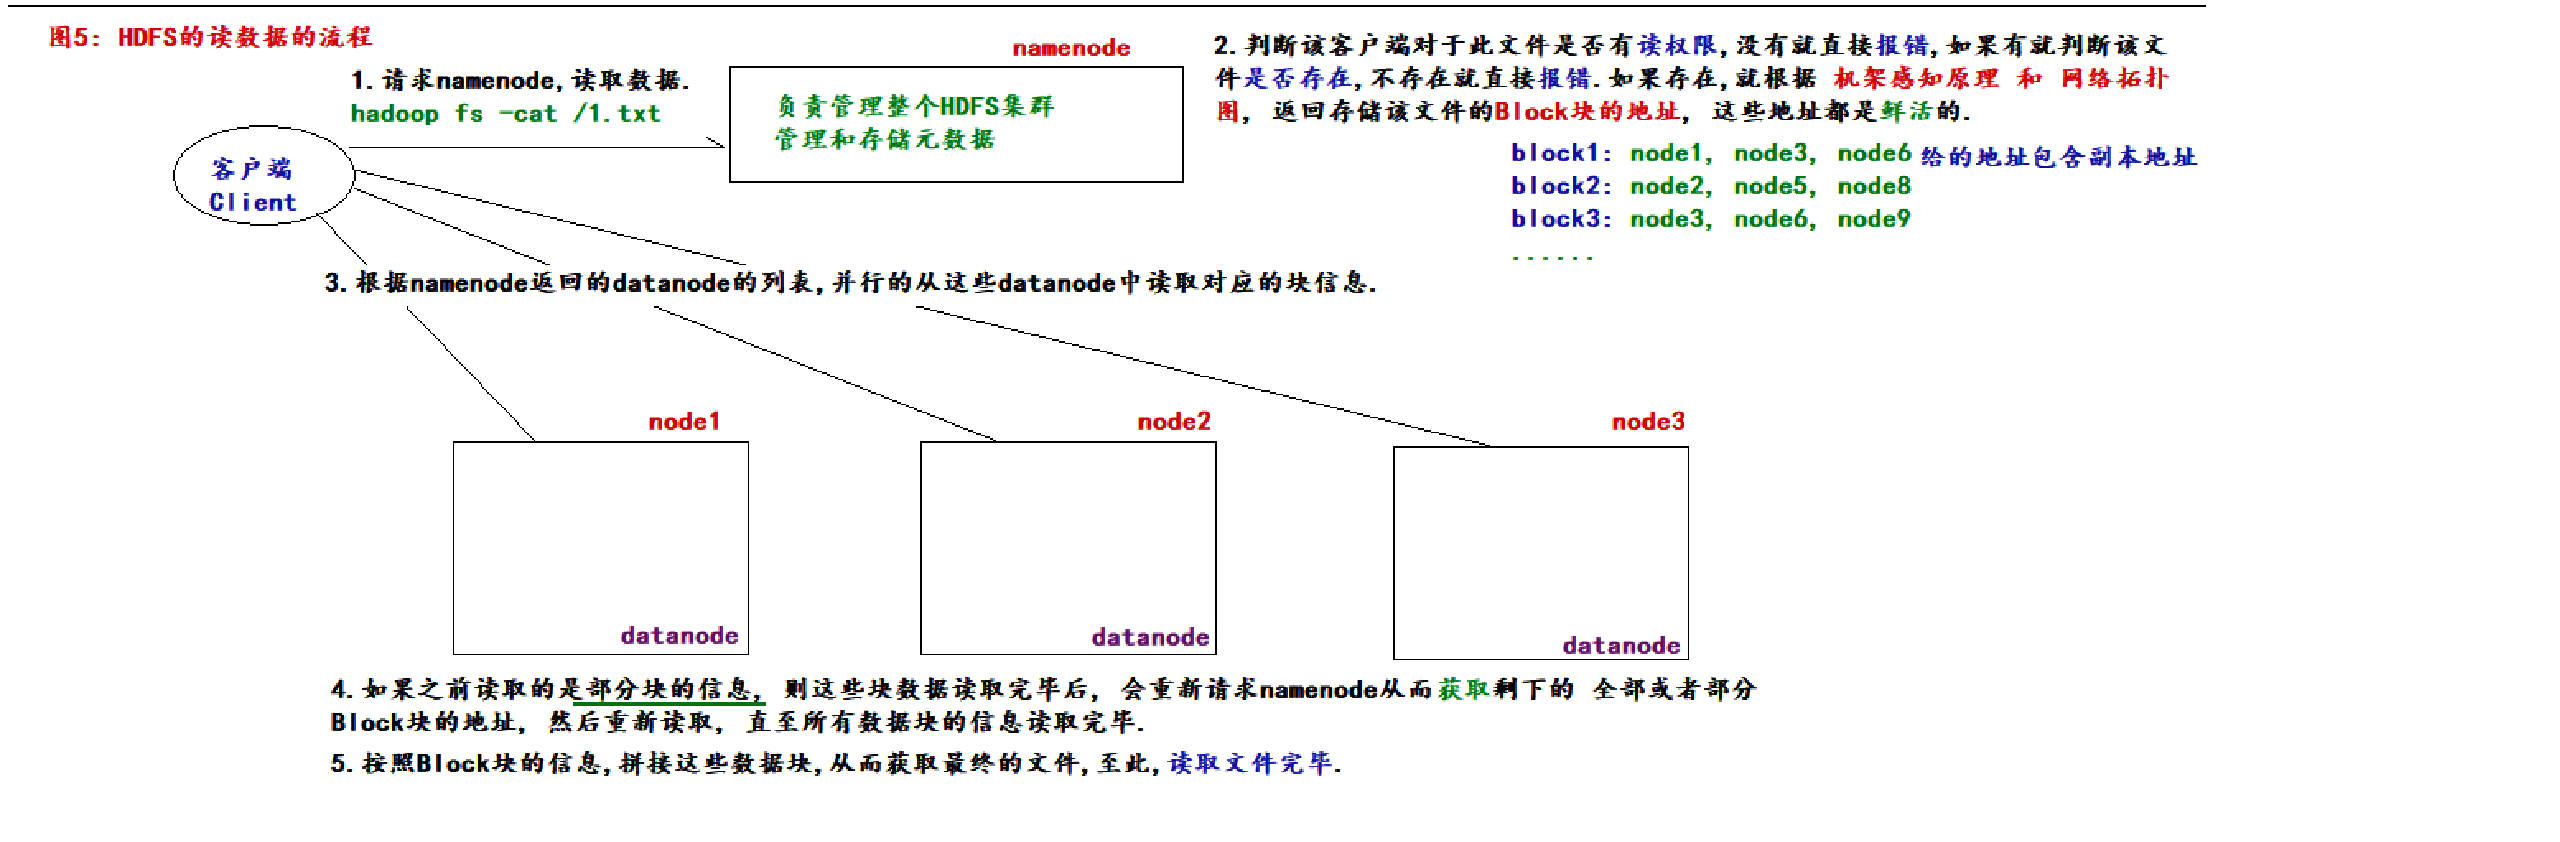 图5: HDFS的读数据的流程
1.请求namenode,读取数据.
hadoop fs -cat /1.txt
namenode
负责管理整个HDFS集群
管理和存储元数据
客户端
Client
2.判断该客户端对于此文件是否有读权限,没有就直接报错,如果有就判断该文
件是否存在,不存在就直接报错.如果存在,就根据 机架感知原理 和 网络拓扑
图, 返回存储该文件的Block块的地址, 这些地址都是鲜活的.
block1: node1, node3, node6 给的地址包含副本地址
block2: node2, node5, node8
block3: node3, node6, node9
......
3.根据namenode返回的datanode的列表,并行的从这些datanode中读取对应的块信息.
node1
node2
node3
datanode
datanode
datanode
4.如果之前读取的是部分块的信息, 则这些块数据读取完毕后, 会重新请求namenode从而获取剩下的 全部或者部分
Block块的地址, 然后重新读取, 直至所有数据块的信息读取完毕.
5.按照Block块的信息,拼接这些数据块,从而获取最终的文件,至此,读取文件完毕.